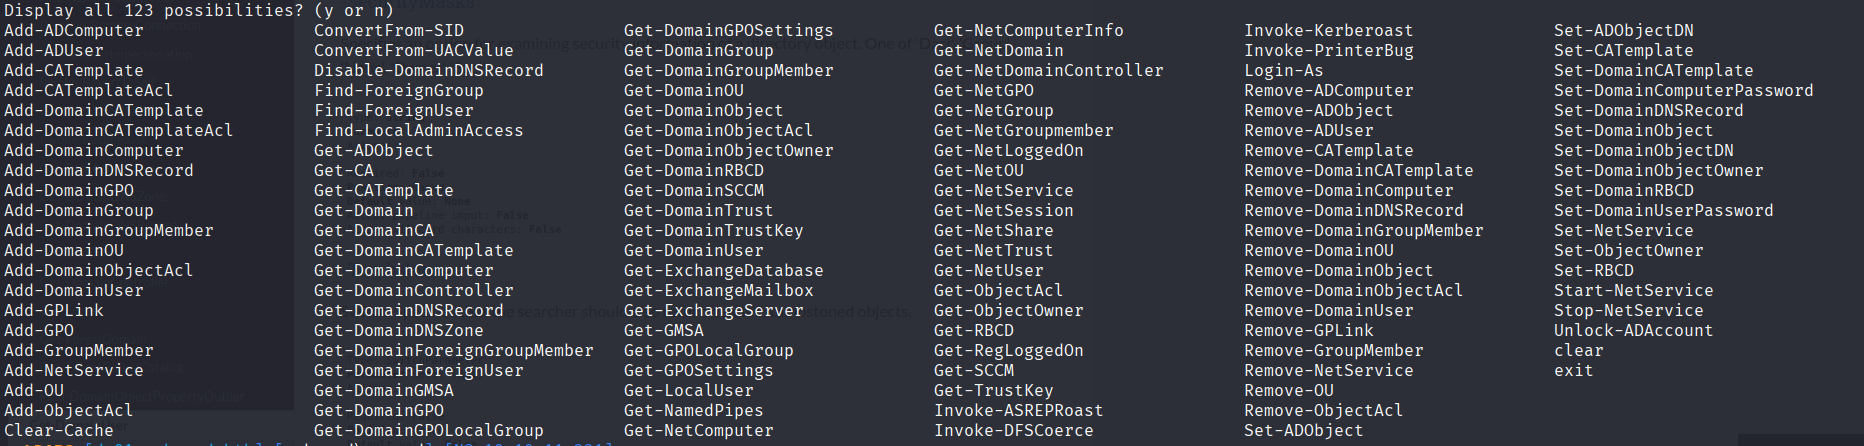 Display all 123 possibilities? (y or n)
Add-ADComputer ConvertFrom-SID Get-DomainGPOSettings Get-NetComputerInfo Invoke-Kerberoast Set-ADObjectDN
Add-ADUser ConvertFrom-UACValue Get-DomainGroup Get-NetDomain Invoke-PrinterBug Set-CATemplate
Add-CATemplate Disable-DomainDNSRecord Get-DomainGroupMember Get-NetDomainController Login-As Set-DomainCATemplate
Add-CATemplateAcl Find-ForeignGroup Get-DomainOU Get-NetGPO Remove-ADComputer Set-DomainComputerPassword
Add-DomainCATemplate Find-ForeignUser Get-DomainObject Get-NetGroup Remove-ADObject Set-DomainDNSRecord
Add-DomainCATemplateAcl Find-LocalAdminAccess Get-DomainObjectAcl Get-NetGroupmember Remove-ADUser Set-DomainObject
Add-DomainComputer Get-ADObject Get-DomainObjectOwner Get-NetLoggedOn Remove-CATemplate Set-DomainObjectDN
Add-DomainDNSRecord Get-CA Get-DomainRBCD Get-NetOU Remove-DomainCATemplate Set-DomainObjectOwner
Add-DomainGPO Get-CATemplate Get-DomainSCCM Get-NetService Remove-DomainComputer Set-DomainRBCD
Add-DomainGroup Get-Domain Get-DomainTrust Get-NetSession Remove-DomainDNSRecord Set-DomainUserPassword
Add-DomainGroupMember Get-DomainCA Get-DomainTrustKey Get-NetShare Remove-DomainGroupMember Set-NetService
Add-DomainOU Get-DomainCATemplate Get-DomainUser Get-NetTrust Remove-DomainOU Set-ObjectOwner
Add-DomainObjectAcl Get-DomainComputer Get-ExchangeDatabase Get-NetUser Remove-DomainObject Set-RBCD
Add-DomainUser Get-DomainController Get-ExchangeMailbox Get-ObjectAcl Remove-DomainObjectAcl Start-NetService
Add-GPLink Get-DomainDNSRecord Get-ExchangeServer Get-ObjectOwner Remove-DomainUser Stop-NetService
Add-GPO Get-DomainDNSZone Get-GMSA Get-RBCD Remove-GPLink Unlock-ADAccount
Add-GroupMember Get-DomainForeignGroupMember Get-GPOLocalGroup Get-RegLoggedOn Remove-GroupMember clear
Add-NetService Get-DomainForeignUser Get-GPOSettings Get-SCCM Remove-NetService exit
Add-OU Get-DomainGMSA Get-LocalUser Get-TrustKey Remove-OU
Add-ObjectAcl Get-DomainGPO Get-NamedPipes Invoke-ASREPRoast Remove-ObjectAcl
Clear-Cache Get-DomainGPOLocalGroup Get-NetComputer Invoke-DFSCoerce Set-ADObject